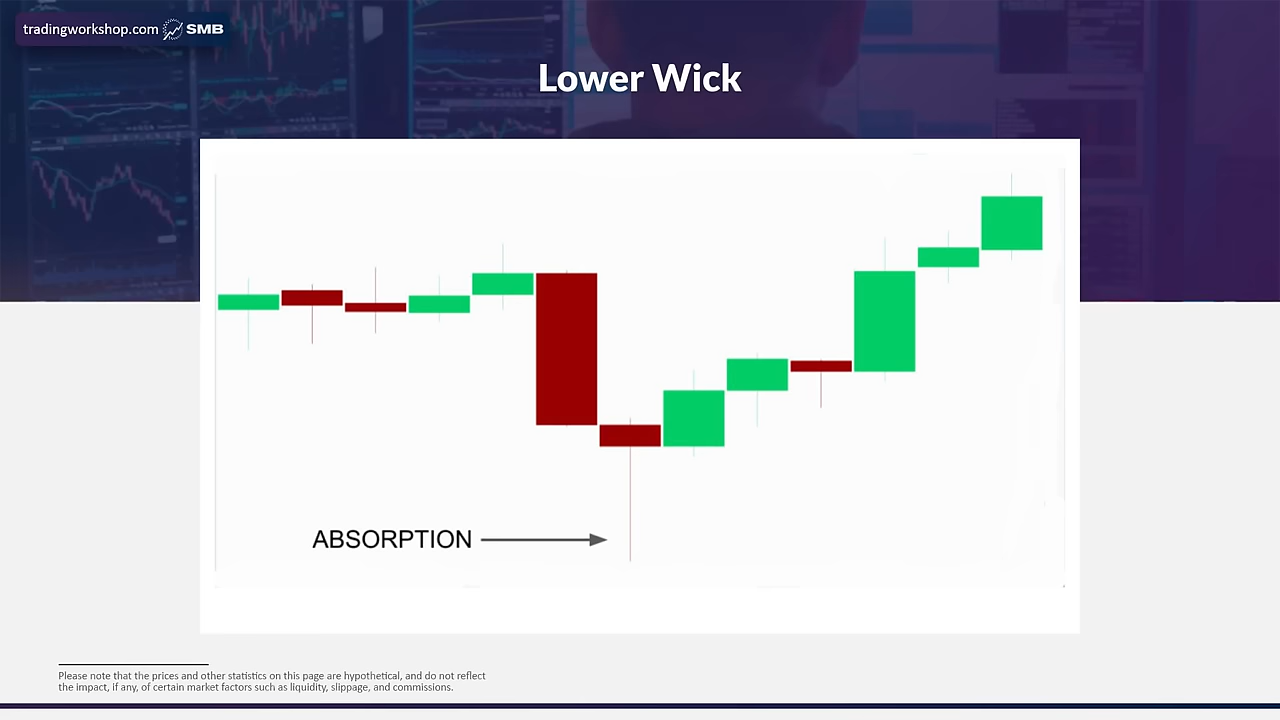 tradingworkshop.com SMB
Lower Wick
ABSORPTION
Please note that the prices and other statistics on this page are hypothetical, and do not reflect
the impact, if any, of certain market factors such as liquidity, slippage, and commissions.